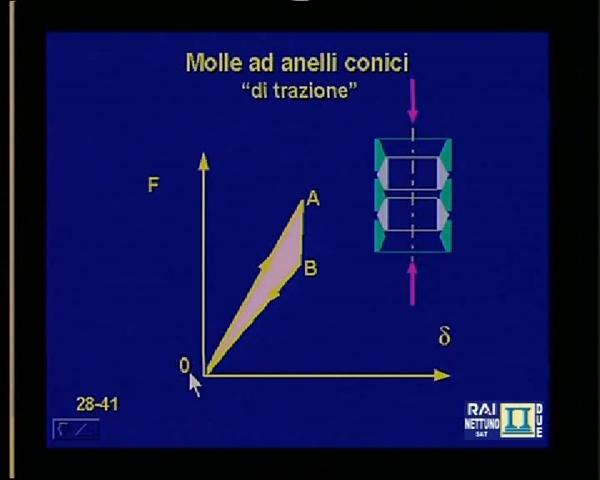 Molle ad anelli conici
“di trazione”
F
A
B
δ
0
28-41
RAI
NETTUNO
SAT
DUE